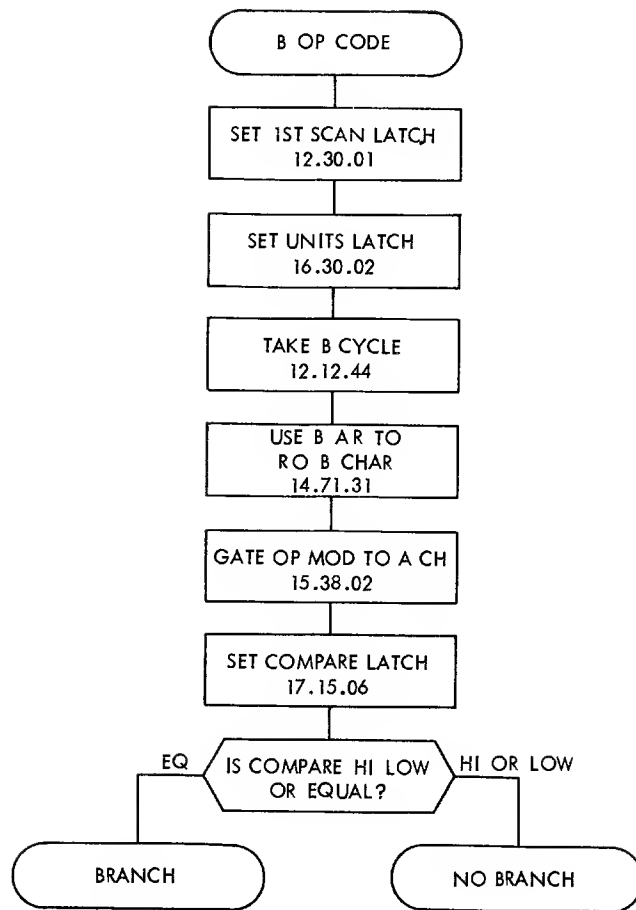 B OP CODE
SET 1ST SCAN LATCH
12.30.01
SET UNITS LATCH
16.30.02
TAKE B CYCLE
12.12.44
USE B AR TO
RO B CHAR
14.71.31
GATE OP MOD TO A CH
15.38.02
SET COMPARE LATCH
17.15.06
EQ
IS COMPARE HI LOW
OR EQUAL?
HI OR LOW
BRANCH
NO BRANCH